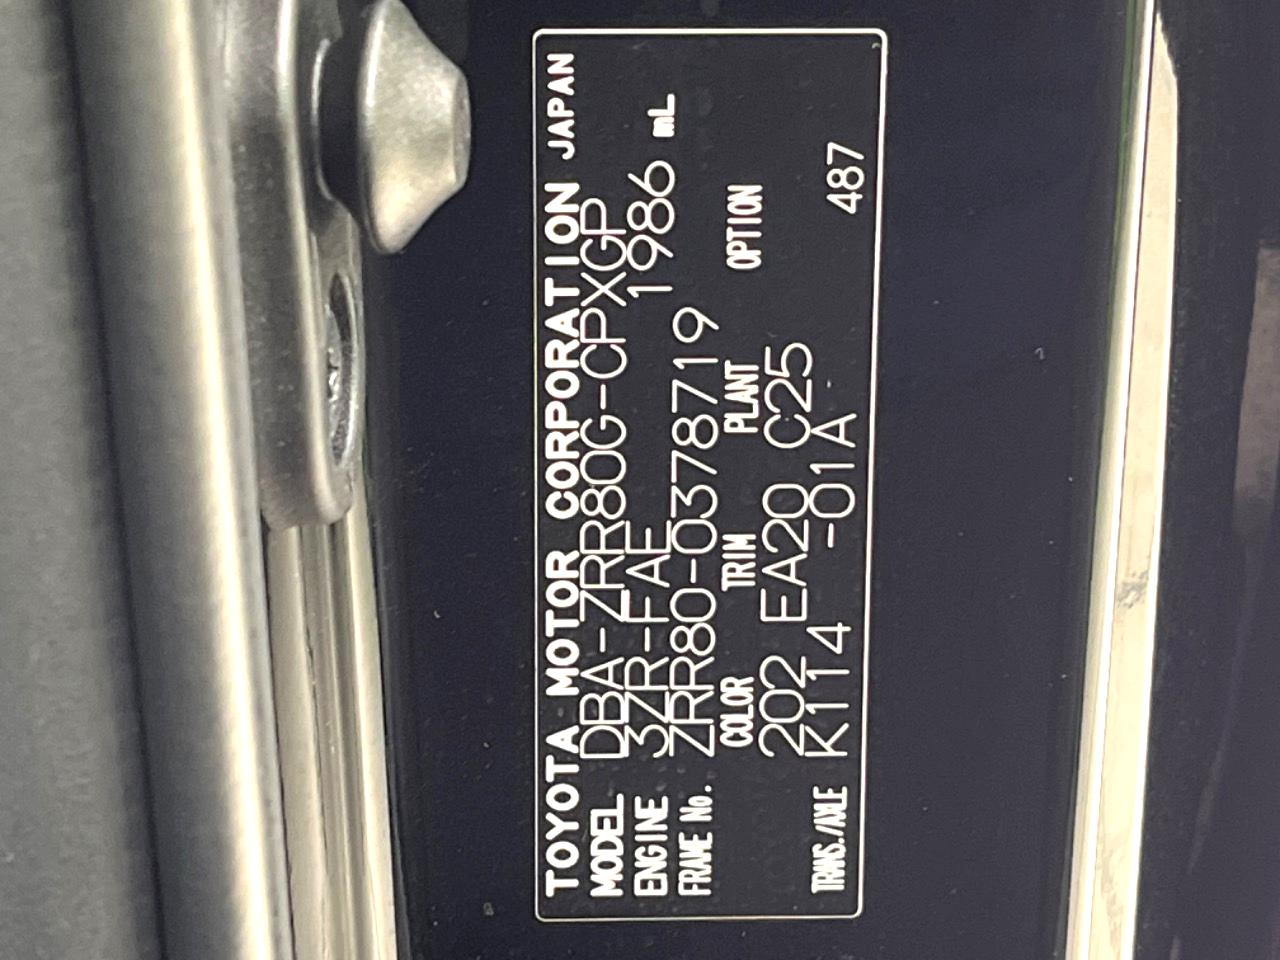 TOYOTA MOTOR CORPORATION JAPAN
MODEL DBA-ZRR80G-CPXGP
ENGINE 3ZR-FAE 1986 mL
FRAME No. ZRR80-0378719
COLOR TRIM PLANT OPTION
202 EA20 C25
TRANS./AXLE K114 -01A 487